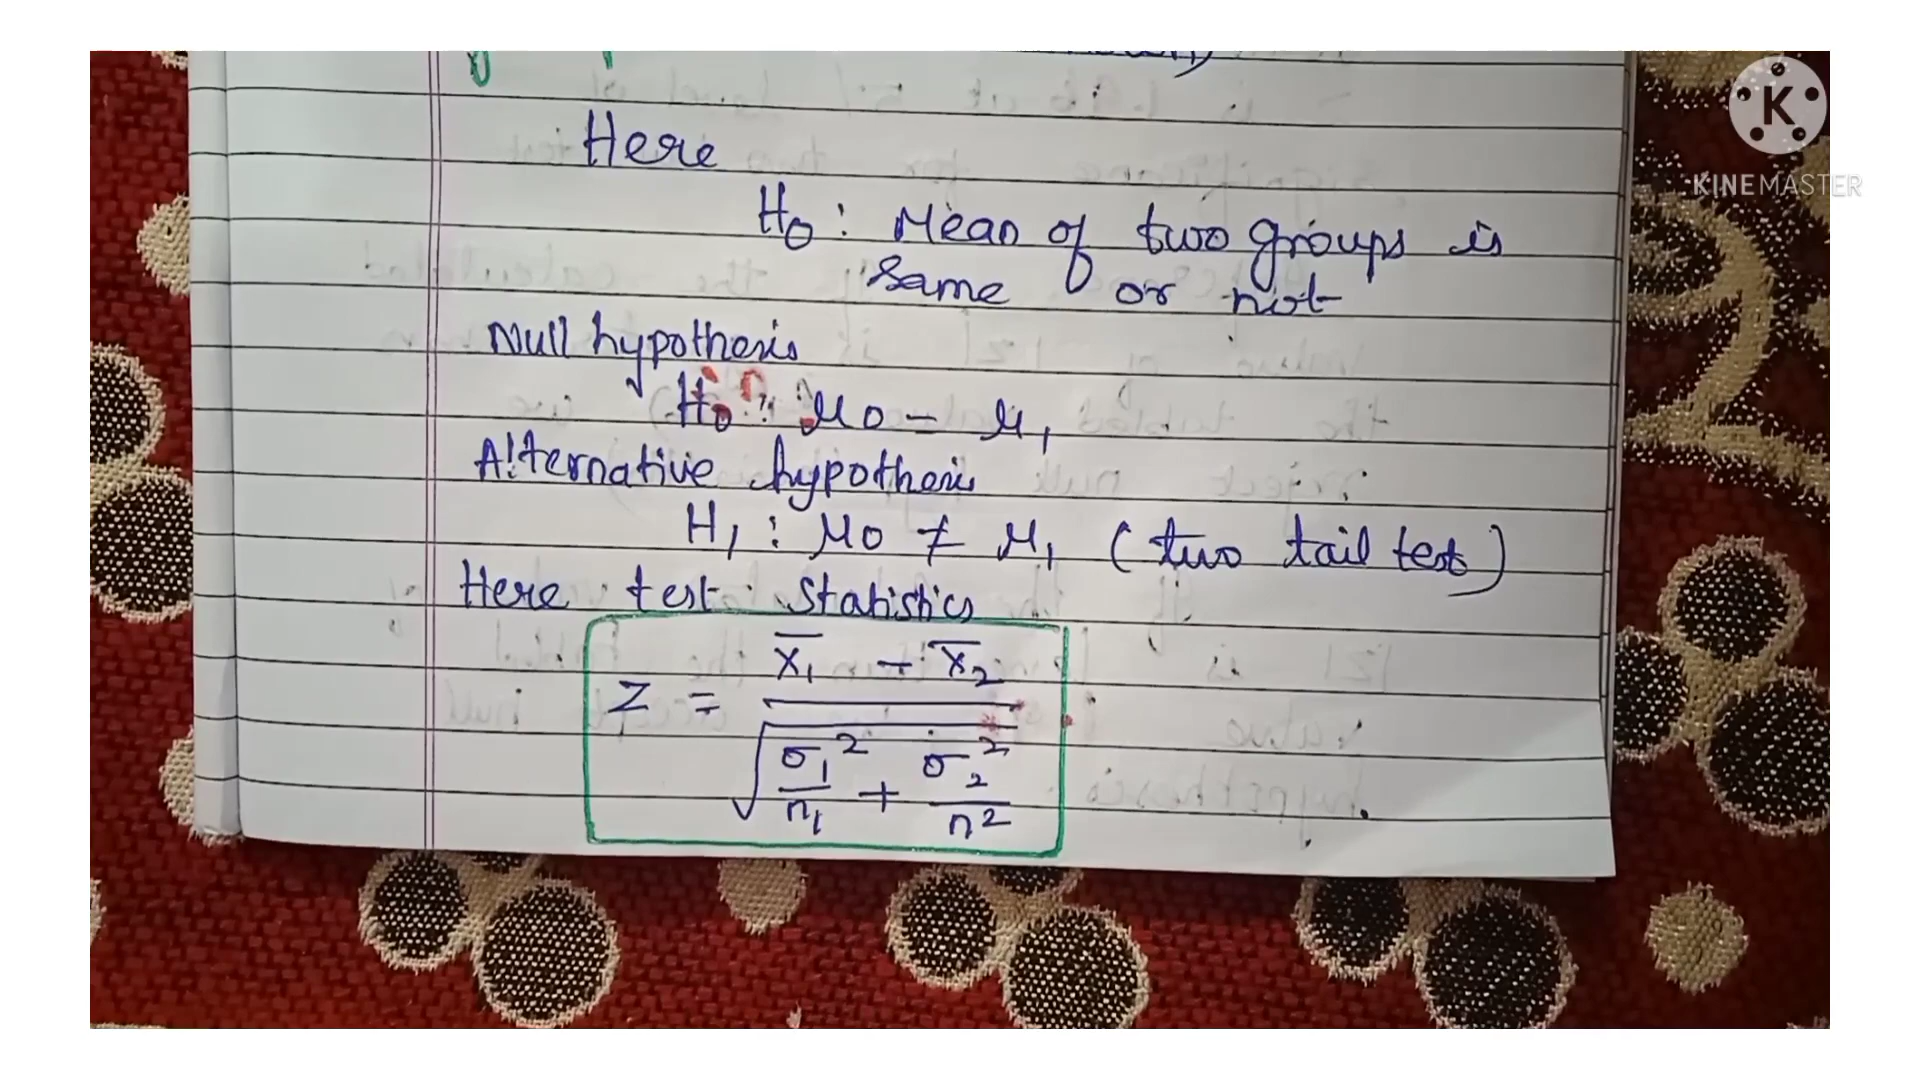 Here
H₀ : Mean of two groups is
same or not
Null hypothesis
H₀ : μ0 = μ₁
Alternative hypothesis
H₁ : μ0 ≠ μ₁ (two tail test)
Here test statistics
Z = (x̄₁ - x̄₂) / √(σ₁²/n₁ + σ₂²/n²)
K
KINEMASTER